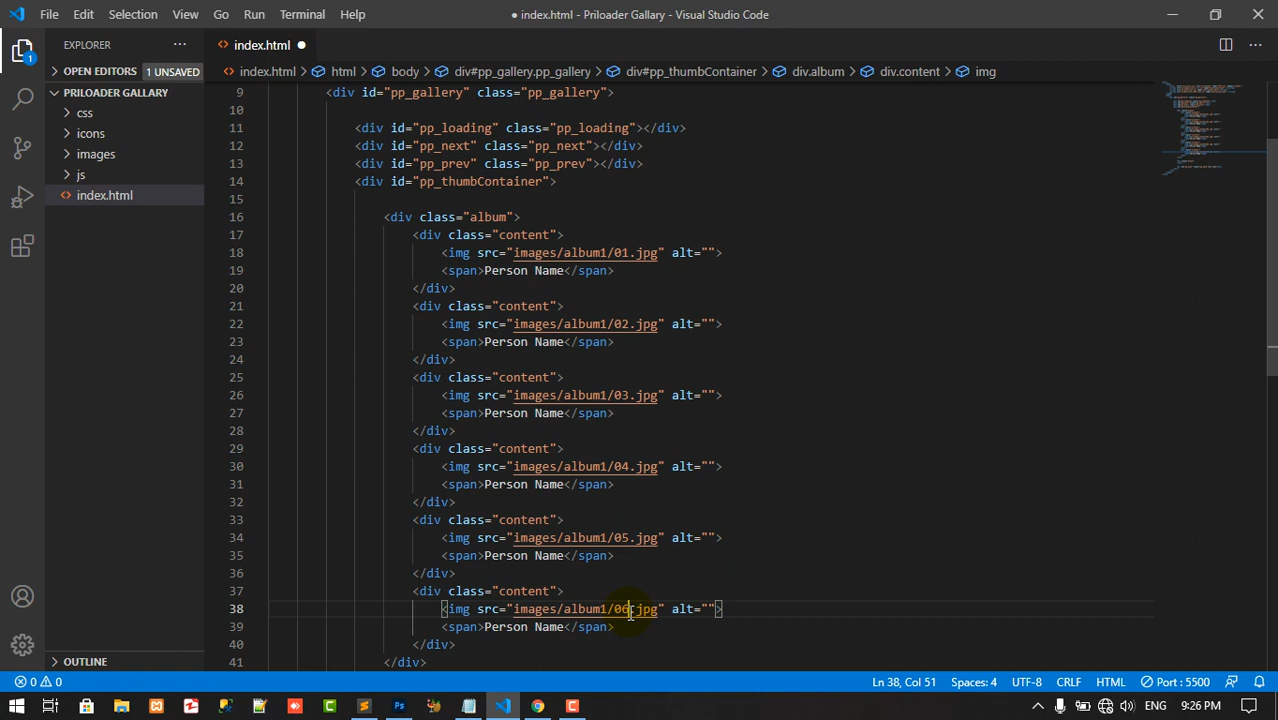 File Edit Selection View Go Run Terminal Help
● index.html - Priloader Gallary - Visual Studio Code
EXPLORER ···
index.html ●
OPEN EDITORS 1 UNSAVED
index.html > html > body > div#pp_gallery.pp_gallery > div#pp_thumbContainer > div.album > div.content > img
PRILOADER GALLARY
css
icons
images
js
index.html
9 <div id="pp_gallery" class="pp_gallery">
10
11 <div id="pp_loading" class="pp_loading"></div>
12 <div id="pp_next" class="pp_next"></div>
13 <div id="pp_prev" class="pp_prev"></div>
14 <div id="pp_thumbContainer">
15
16 <div class="album">
17 <div class="content">
18 <img src="images/album1/01.jpg" alt="">
19 <span>Person Name</span>
20 </div>
21 <div class="content">
22 <img src="images/album1/02.jpg" alt="">
23 <span>Person Name</span>
24 </div>
25 <div class="content">
26 <img src="images/album1/03.jpg" alt="">
27 <span>Person Name</span>
28 </div>
29 <div class="content">
30 <img src="images/album1/04.jpg" alt="">
31 <span>Person Name</span>
32 </div>
33 <div class="content">
34 <img src="images/album1/05.jpg" alt="">
35 <span>Person Name</span>
36 </div>
37 <div class="content">
38 <img src="images/album1/06.jpg" alt="">
39 <span>Person Name</span>
40 </div>
41 </div>
OUTLINE
1
0 0 Ln 38, Col 51 Spaces: 4 UTF-8 CRLF HTML Port : 5500
ENG 9:26 PM